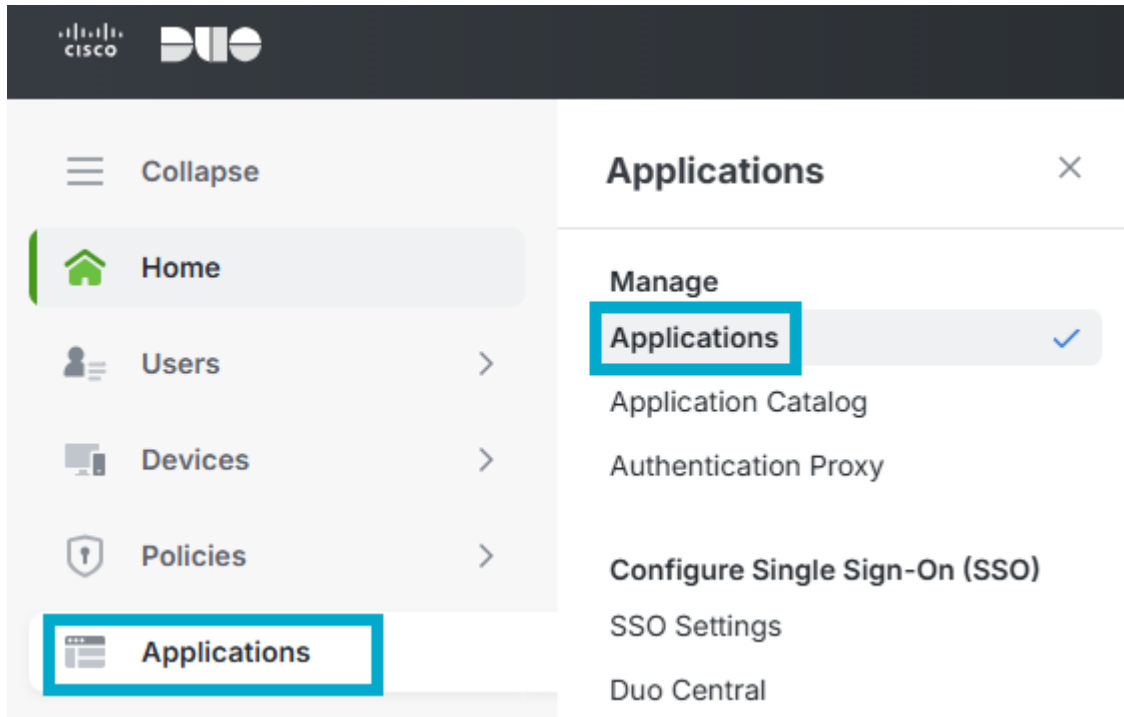 cisco DUO
Collapse
Home
Users
Devices
Policies
Applications
Applications
Manage
Applications
Application Catalog
Authentication Proxy
Configure Single Sign-On (SSO)
SSO Settings
Duo Central